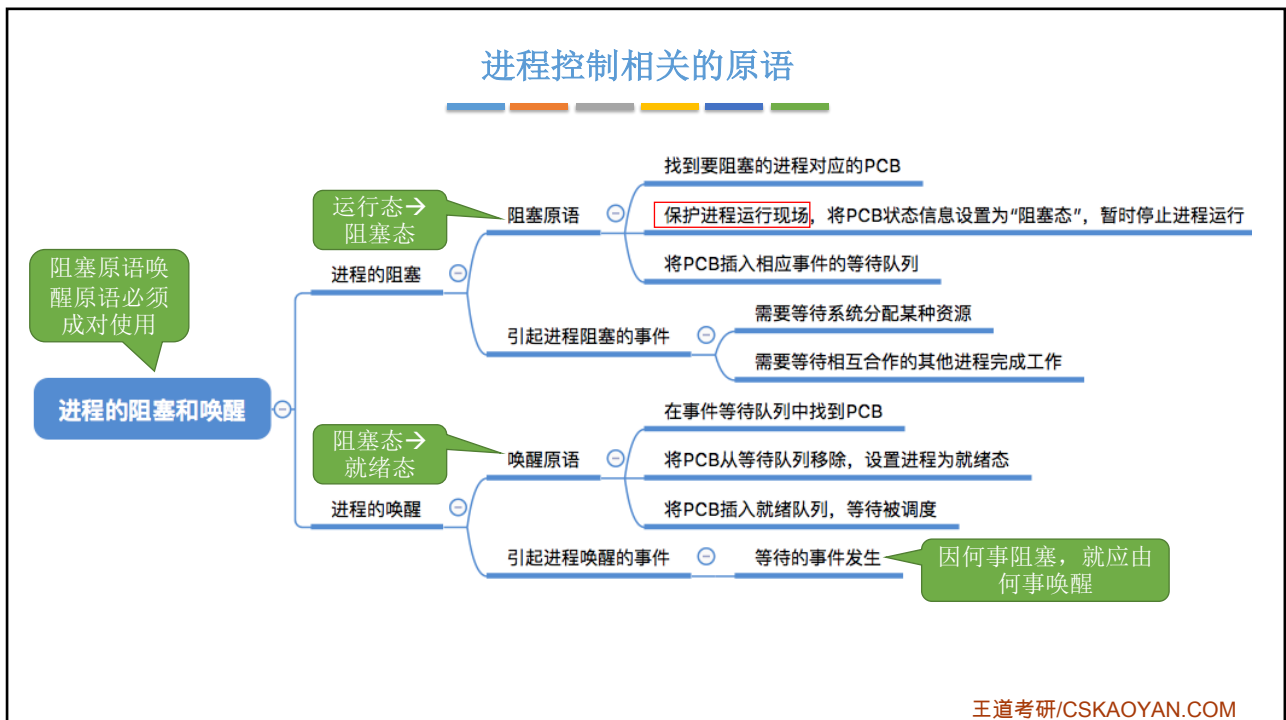 进程控制相关的原语
找到要阻塞的进程对应的PCB
运行态→
阻塞态
阻塞原语
保护进程运行现场，将PCB状态信息设置为“阻塞态”，暂时停止进程运行
将PCB插入相应事件的等待队列
进程的阻塞
阻塞原语唤
醒原语必须
成对使用
引起进程阻塞的事件
需要等待系统分配某种资源
需要等待相互合作的其他进程完成工作
进程的阻塞和唤醒
在事件等待队列中找到PCB
阻塞态→
就绪态
唤醒原语
将PCB从等待队列移除，设置进程为就绪态
将PCB插入就绪队列，等待被调度
进程的唤醒
引起进程唤醒的事件
等待的事件发生
因何事阻塞，就应由
何事唤醒
王道考研/CSKAOYAN.COM